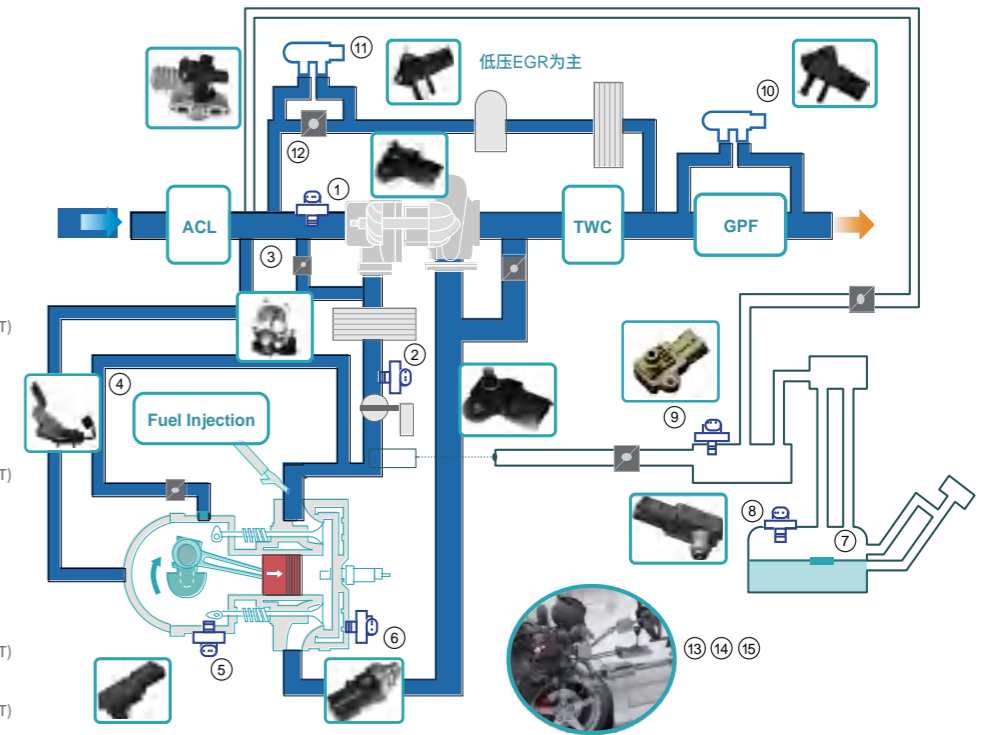 ⑪
低压EGR为主
⑩
⑫
①
ACL
TWC
GPF
③
T)
②
④
⑨
Fuel Injection
T)
⑧
⑦
⑥
⑤
T)
⑬ ⑭ ⑮
T)